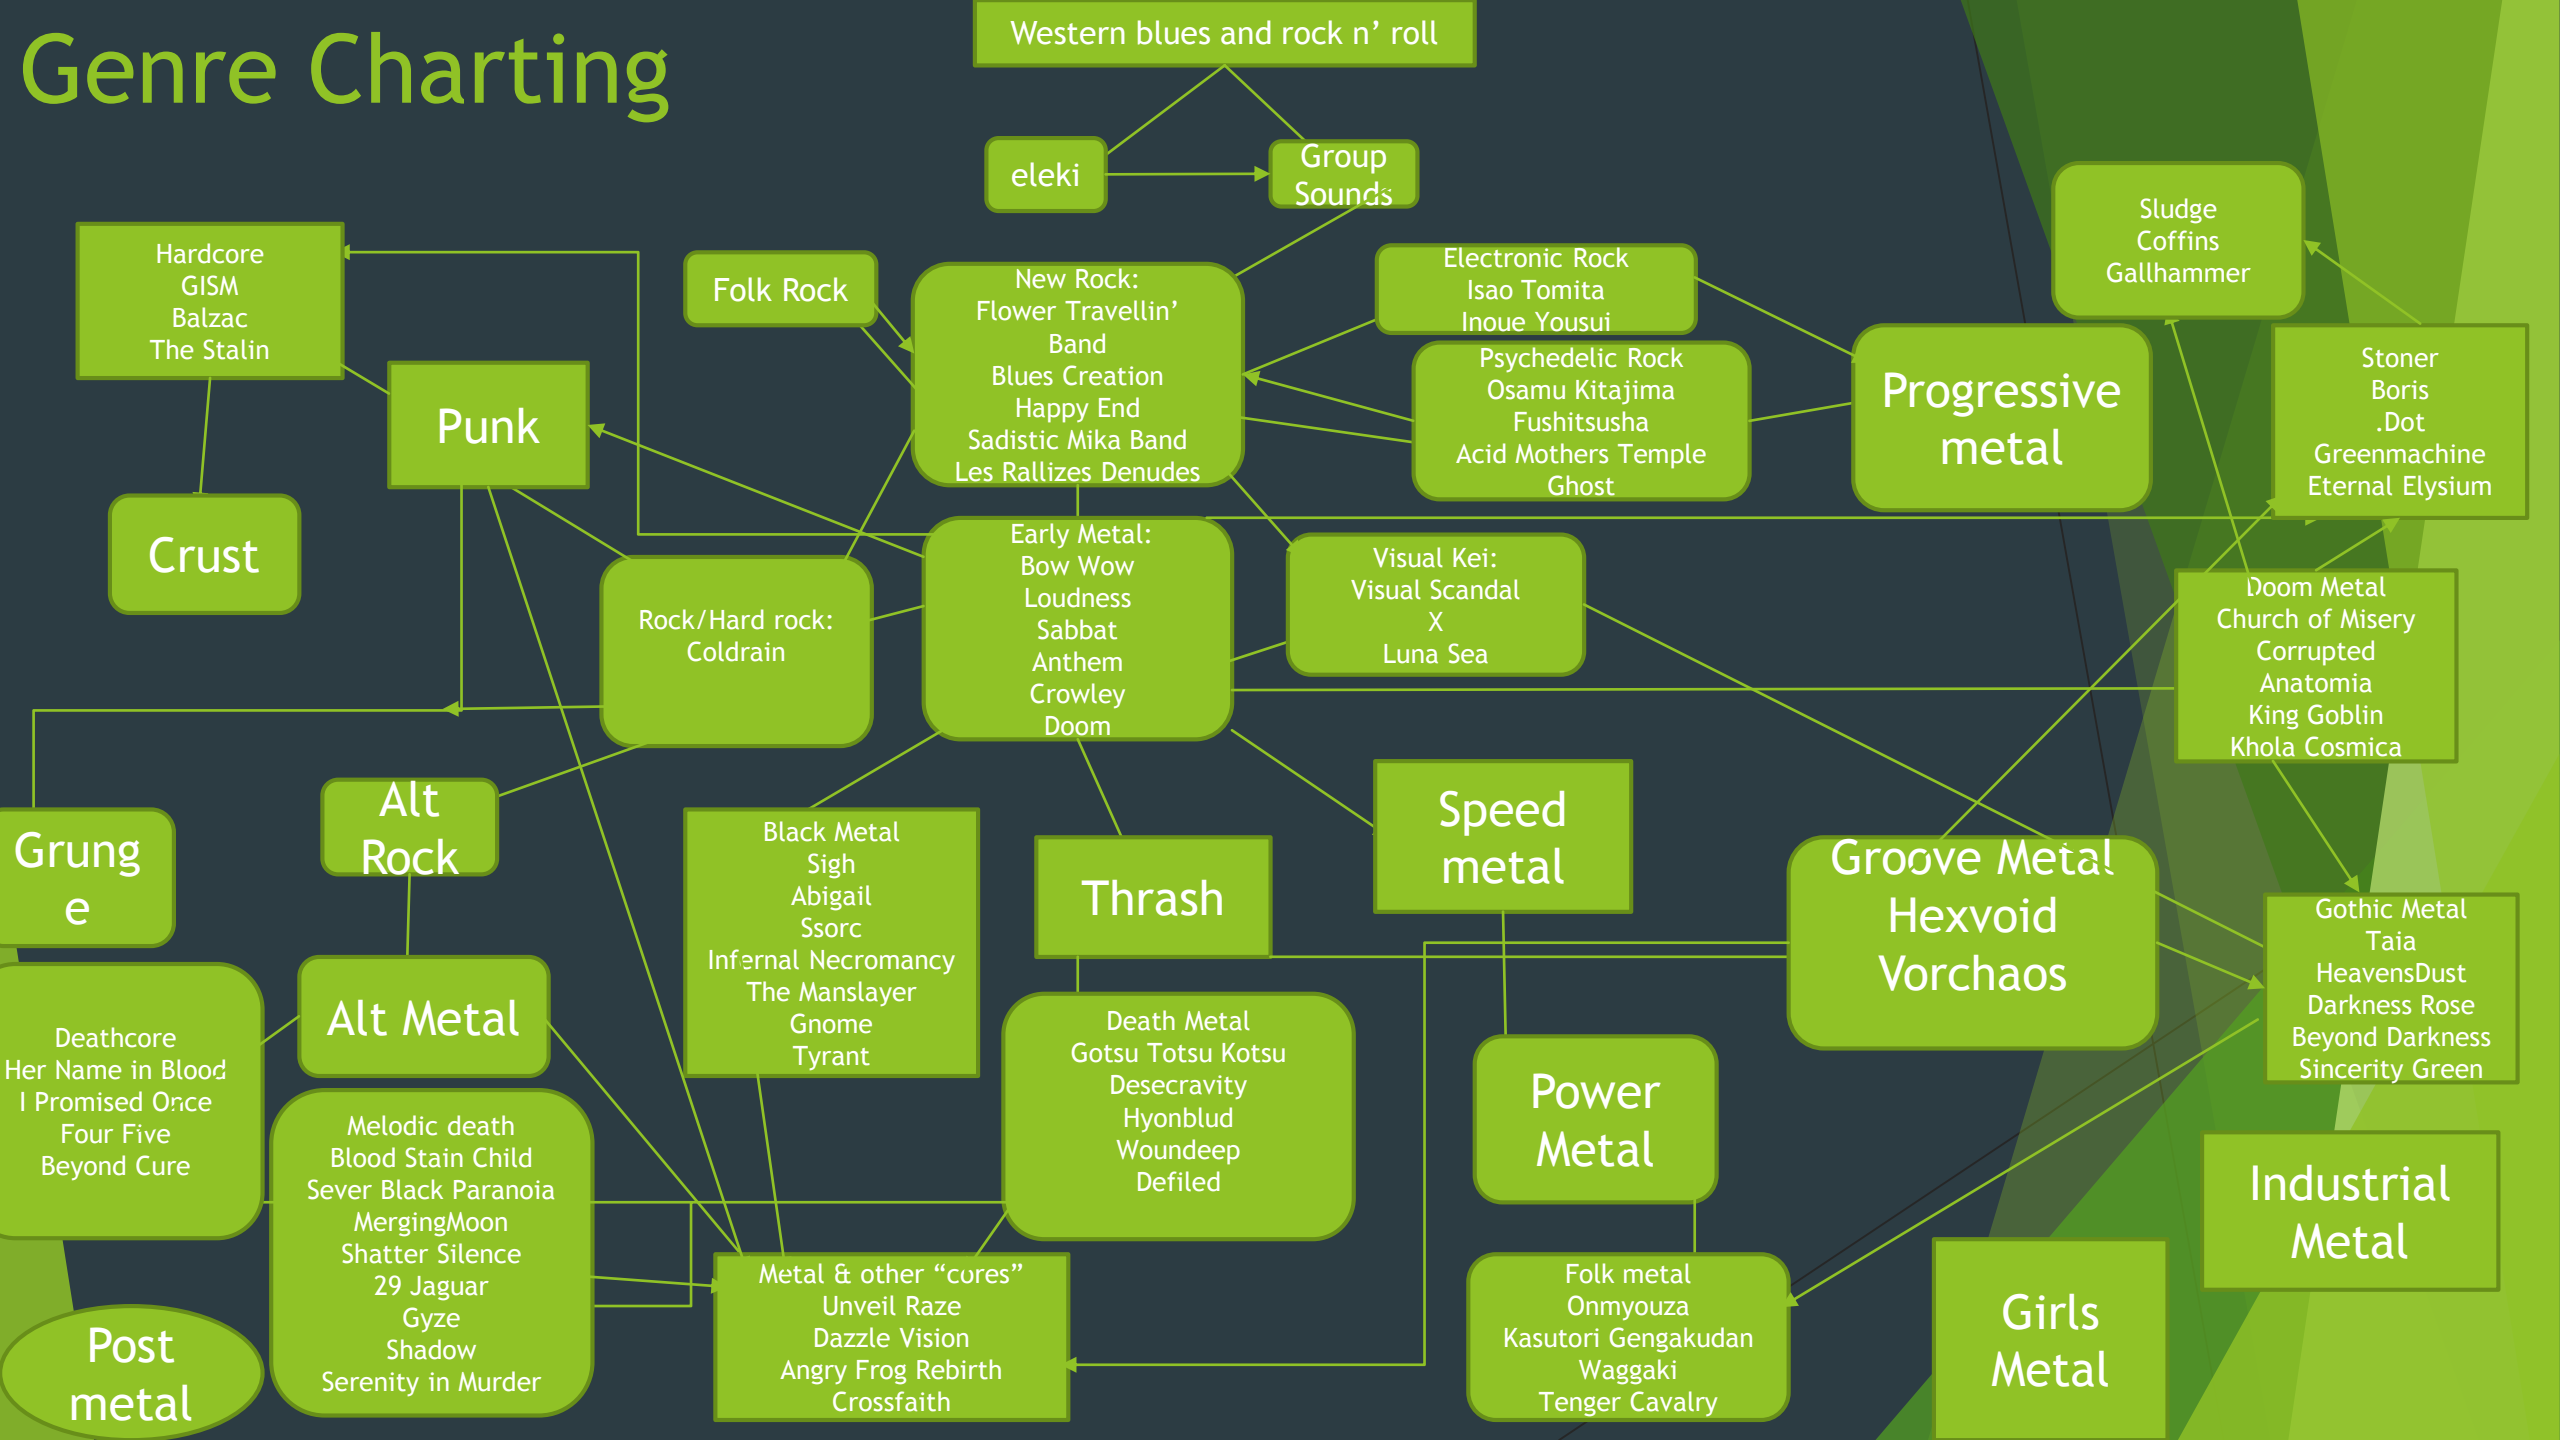 Genre Charting
Western blues and rock n’ roll
eleki
Group
Sounds
Hardcore
GISM
Balzac
The Stalin
Folk Rock
New Rock:
Flower Travellin’
Band
Blues Creation
Happy End
Sadistic Mika Band
Les Rallizes Denudes
Electronic Rock
Isao Tomita
Inoue Yousui
Psychedelic Rock
Osamu Kitajima
Fushitsusha
Acid Mothers Temple
Ghost
Progressive
metal
Sludge
Coffins
Gallhammer
Stoner
Boris
.Dot
Greenmachine
Eternal Elysium
Punk
Crust
Rock/Hard rock:
Coldrain
Early Metal:
Bow Wow
Loudness
Sabbat
Anthem
Crowley
Doom
Visual Kei:
Visual Scandal
X
Luna Sea
Doom Metal
Church of Misery
Corrupted
Anatomia
King Goblin
Khola Cosmica
Grung
e
Alt
Rock
Black Metal
Sigh
Abigail
Ssorc
Infernal Necromancy
The Manslayer
Gnome
Tyrant
Thrash
Speed
metal
Groove Metal
Hexvoid
Vorchaos
Gothic Metal
Taia
HeavensDust
Darkness Rose
Beyond Darkness
Sincerity Green
Deathcore
Her Name in Blood
I Promised Once
Four Five
Beyond Cure
Alt Metal
Melodic death
Blood Stain Child
Sever Black Paranoia
MergingMoon
Shatter Silence
29 Jaguar
Gyze
Shadow
Serenity in Murder
Death Metal
Gotsu Totsu Kotsu
Desecravity
Hyonblud
Woundeep
Defiled
Power
Metal
Industrial
Metal
Post
metal
Metal & other “cores”
Unveil Raze
Dazzle Vision
Angry Frog Rebirth
Crossfaith
Folk metal
Onmyouza
Kasutori Gengakudan
Waggaki
Tenger Cavalry
Girls
Metal